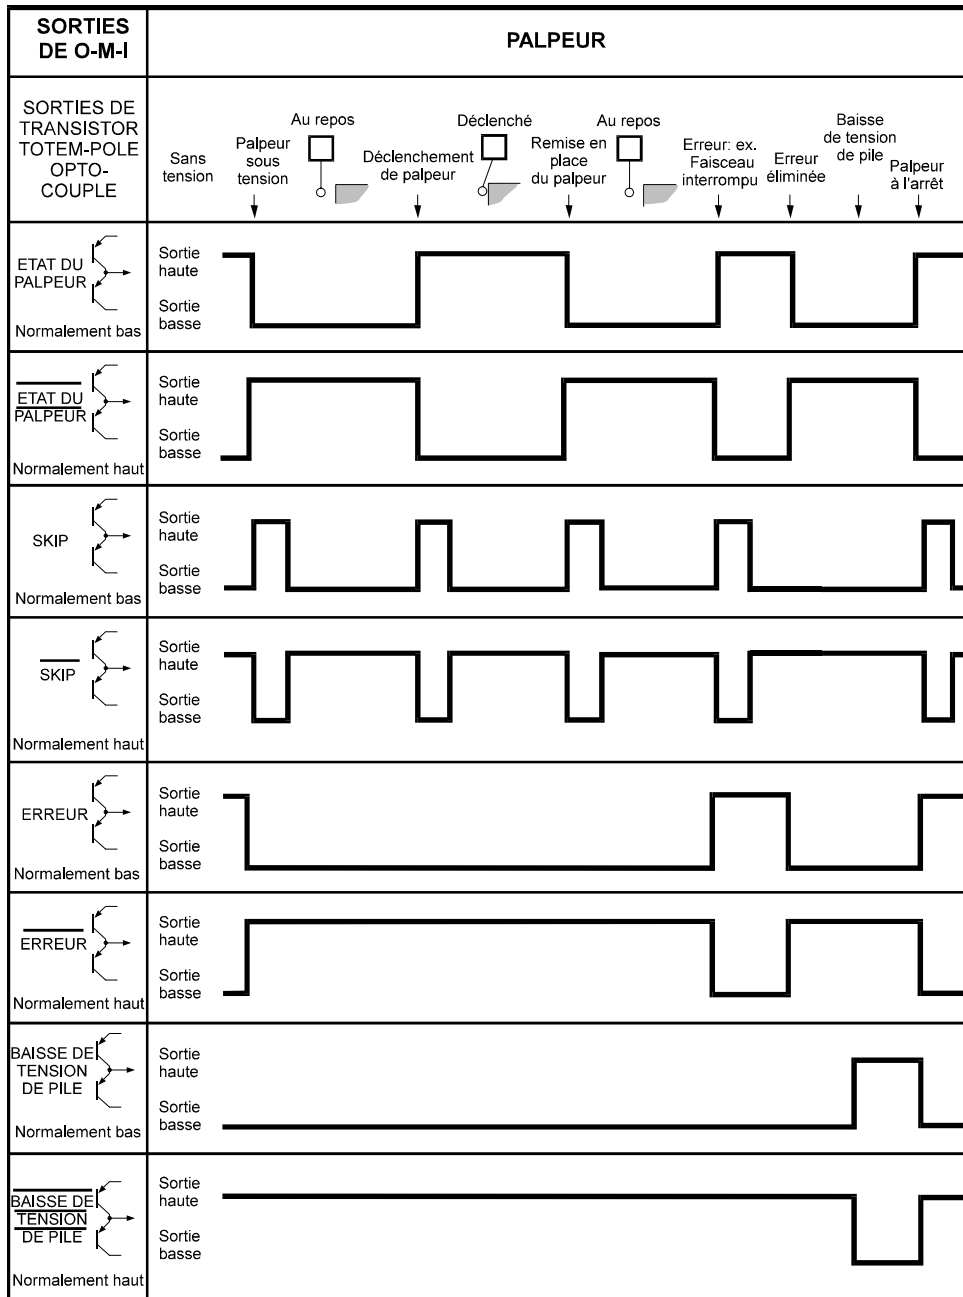 SORTIES
DE O-M-I
PALPEUR
SORTIES DE
TRANSISTOR
TOTEM-POLE
OPTO-
COUPLE
Sans
tension
Palpeur
sous
tension
Au repos
Déclenchement
de palpeur
Déclenché
Remise en
place
du palpeur
Au repos
Erreur: ex.
Faisceau
interrompu
Erreur
éliminée
Baisse
de tension
de pile
Palpeur
à l'arrêt
ETAT DU
PALPEUR
Normalement bas
Sortie
haute
Sortie
basse
ETAT DU
PALPEUR
Normalement haut
Sortie
haute
Sortie
basse
SKIP
Normalement bas
Sortie
haute
Sortie
basse
SKIP
Normalement haut
Sortie
haute
Sortie
basse
ERREUR
Normalement bas
Sortie
haute
Sortie
basse
ERREUR
Normalement haut
Sortie
haute
Sortie
basse
BAISSE DE
TENSION
DE PILE
Normalement bas
Sortie
haute
Sortie
basse
BAISSE DE
TENSION
DE PILE
Normalement haut
Sortie
haute
Sortie
basse